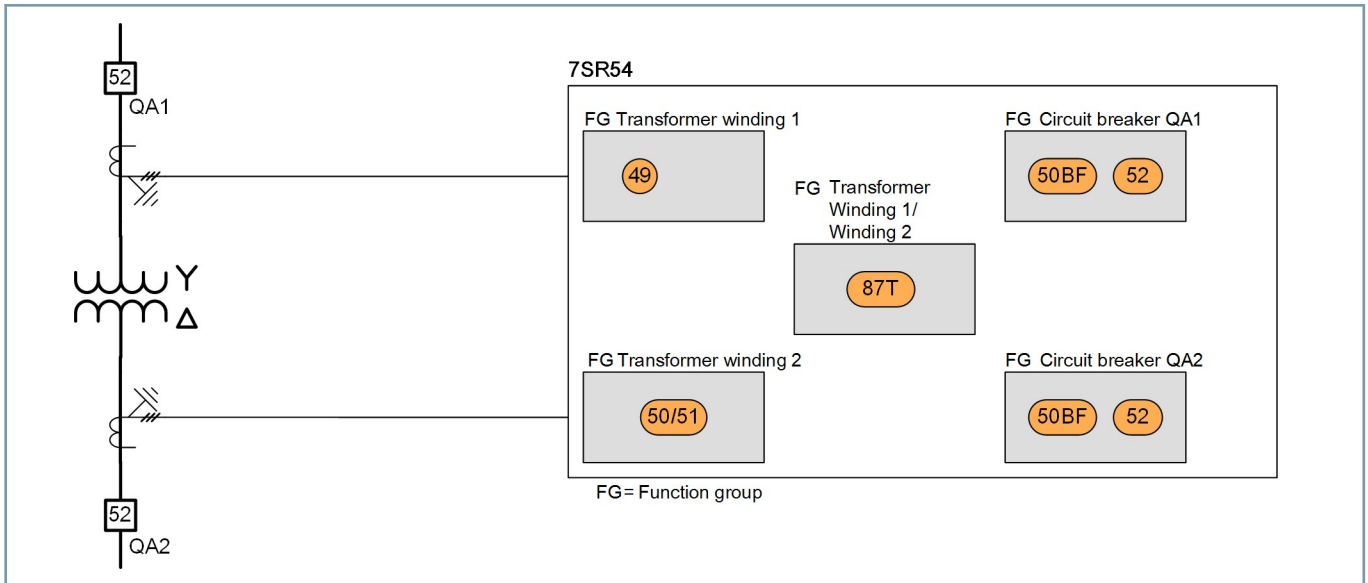 52
QA1
7SR54
FG Transformer winding 1
49
FG Circuit breaker QA1
50BF
52
FG Transformer
Winding 1/
Winding 2
87T
Y
Δ
FG Transformer winding 2
50/51
FG Circuit breaker QA2
50BF
52
FG= Function group
52
QA2